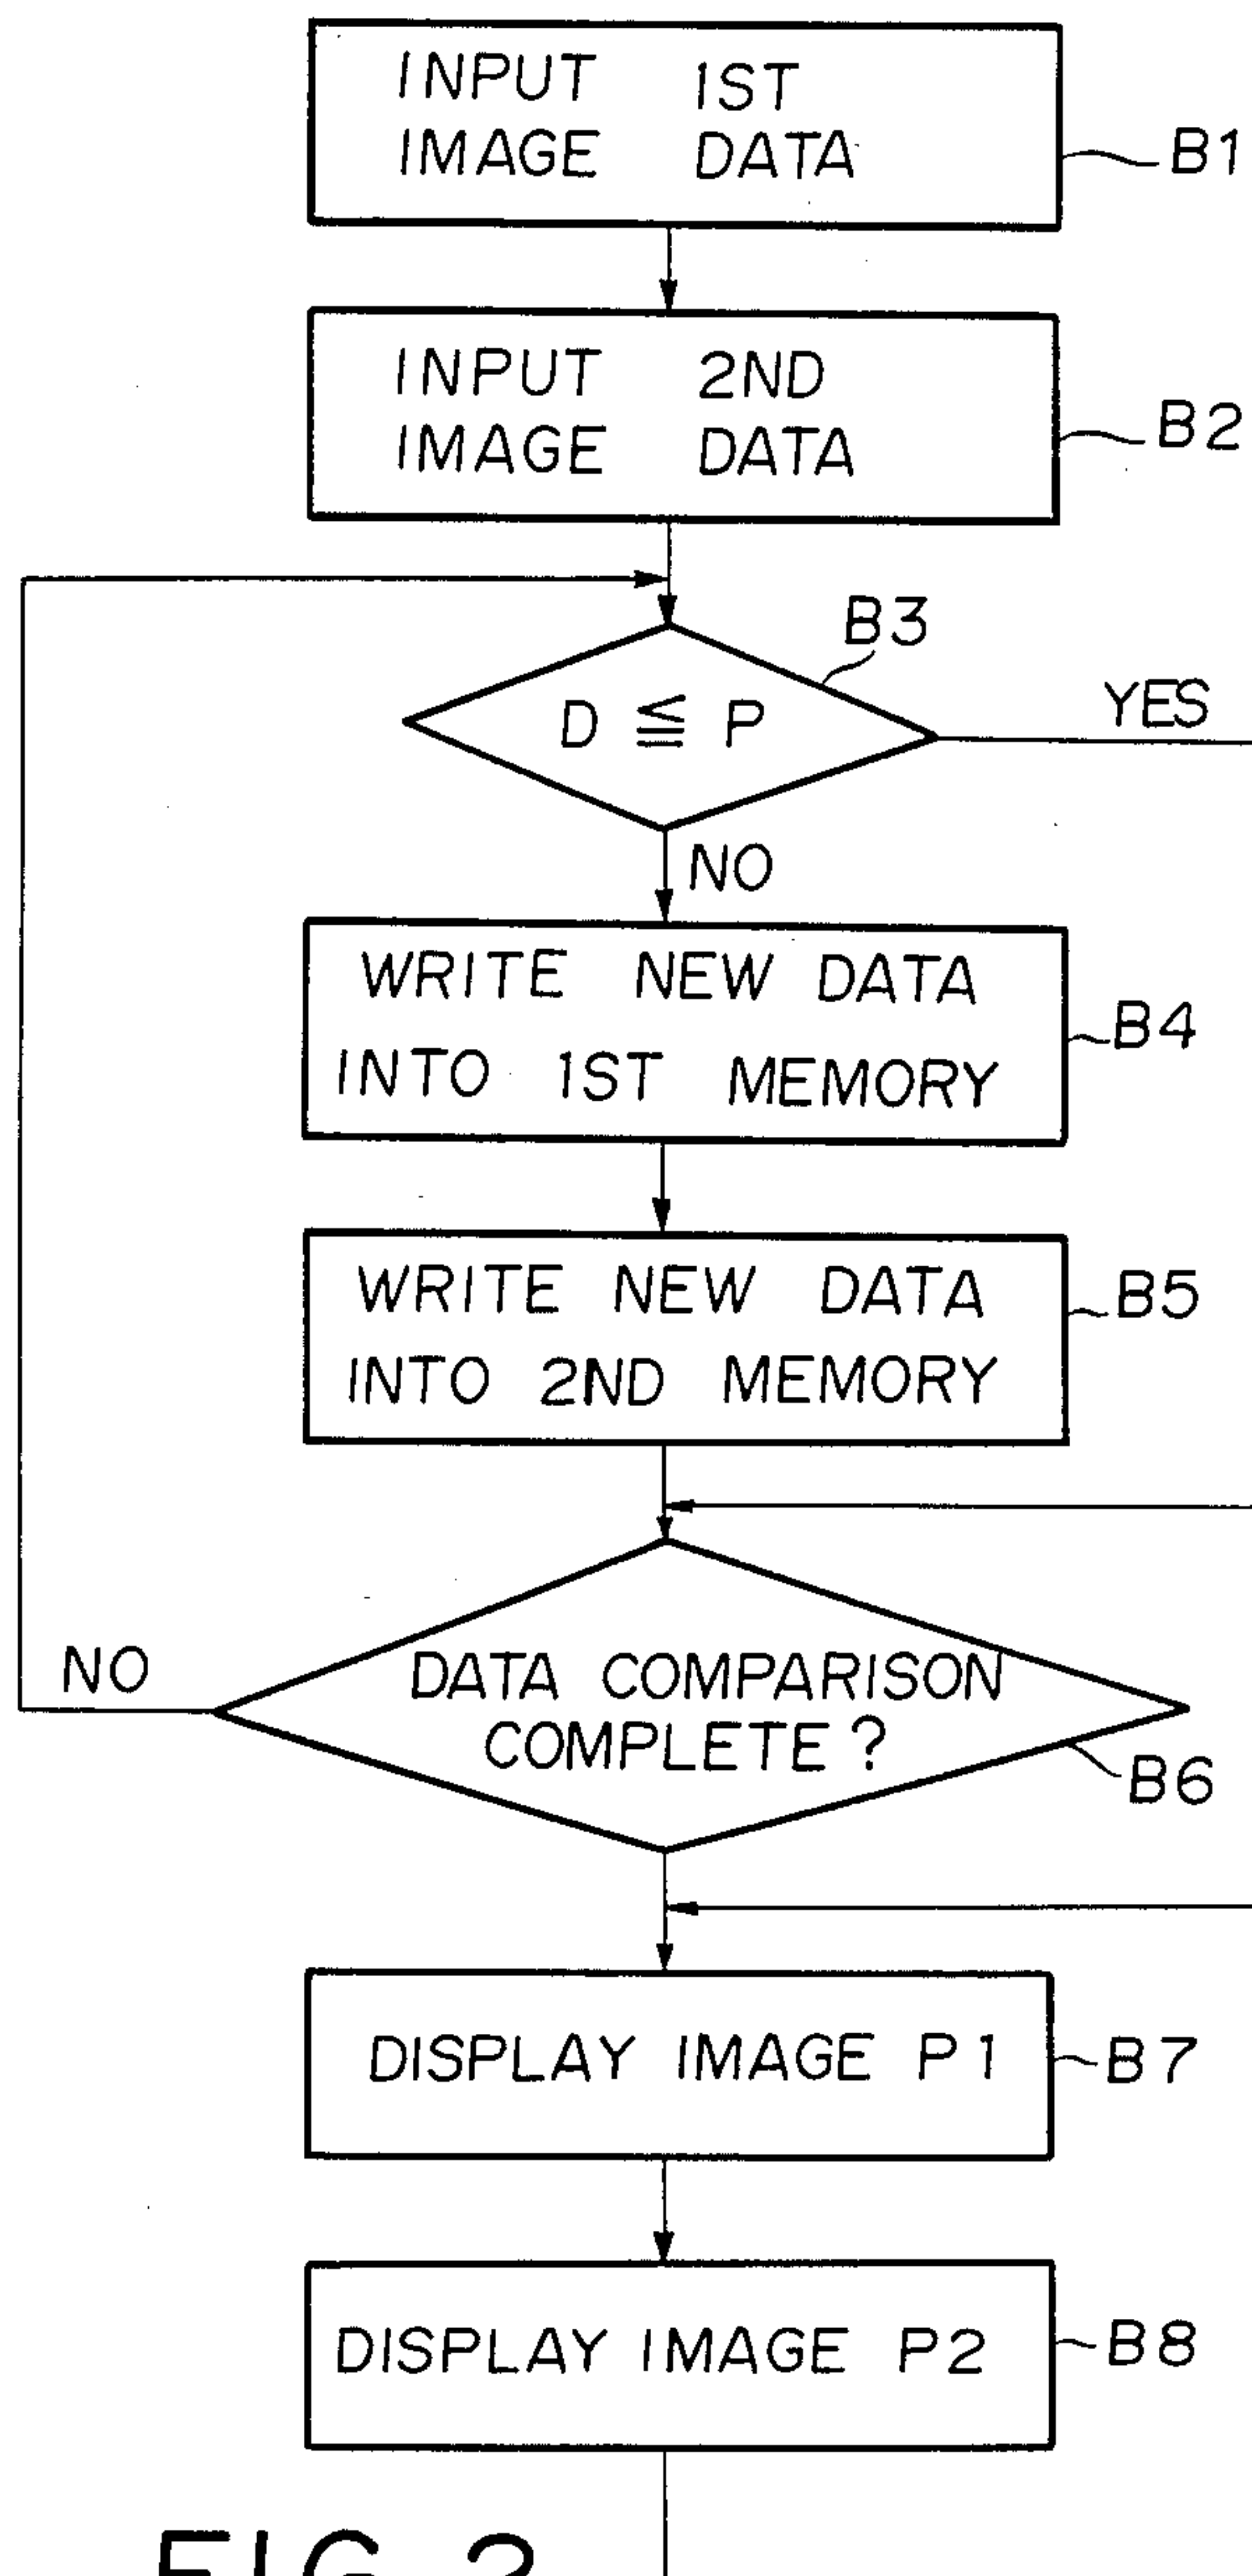 INPUT 1ST
IMAGE DATA
B1
INPUT 2ND
IMAGE DATA
B2
B3
D ≦ P
YES
NO
WRITE NEW DATA
INTO 1ST MEMORY
B4
WRITE NEW DATA
INTO 2ND MEMORY
B5
NO
DATA COMPARISON
COMPLETE?
B6
DISPLAY IMAGE P1
B7
DISPLAY IMAGE P2
B8